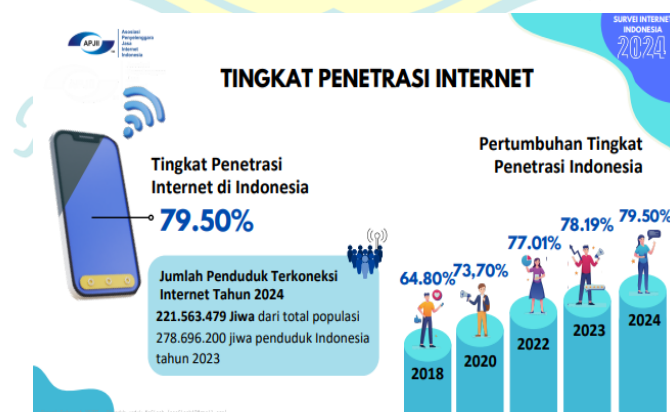 APJII
Asosiasi
Penyelenggara
Jasa
Internet
Indonesia
SURVEI INTERNET
INDONESIA
2024
TINGKAT PENETRASI INTERNET
Tingkat Penetrasi
Internet di Indonesia
79.50%
Jumlah Penduduk Terkoneksi
Internet Tahun 2024
221.563.479 Jiwa dari total populasi
278.696.200 jiwa penduduk Indonesia
tahun 2023
Pertumbuhan Tingkat
Penetrasi Indonesia
64.80%
73,70%
77.01%
78.19%
79.50%
2018
2020
2022
2023
2024